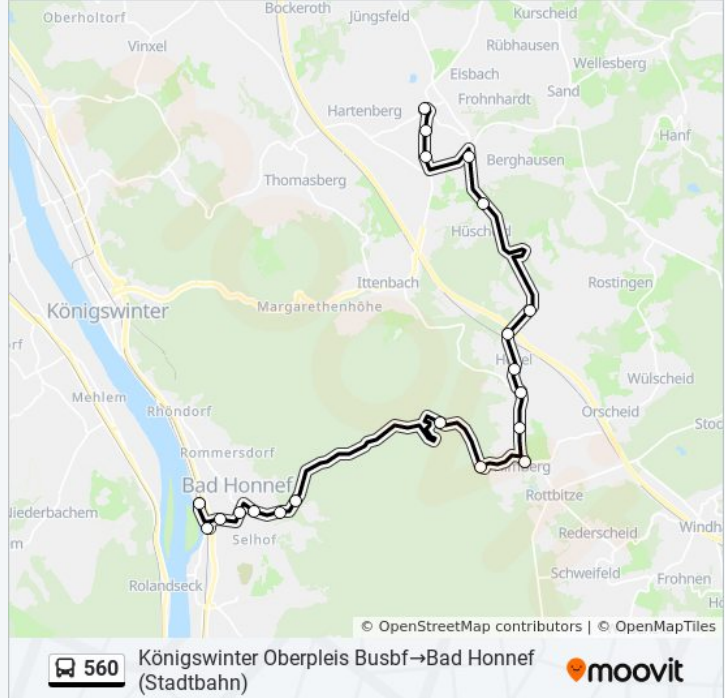 Oberholtorf
Bockeroth
Jüngsfeld
Kurscheid
Vinxel
Rübhausen
Wellesberg
Eisbach
Sand
Frohnhardt
Hartenberg
Hanf
Berghausen
Thomasberg
Ittenbach
Rostingen
Margarethenhöhe
Königswinter
Mehlem
Rhöndorf
Wülscheid
Orscheid
Rommersdorf
Bad Honnef
Rottbitze
Selhof
Rederscheid
Schweifeld
Frohnen
Rolandseck
© OpenStreetMap contributors | © OpenMapTiles
560
Königswinter Oberpleis Busbf→Bad Honnef
(Stadtbahn)
moovit